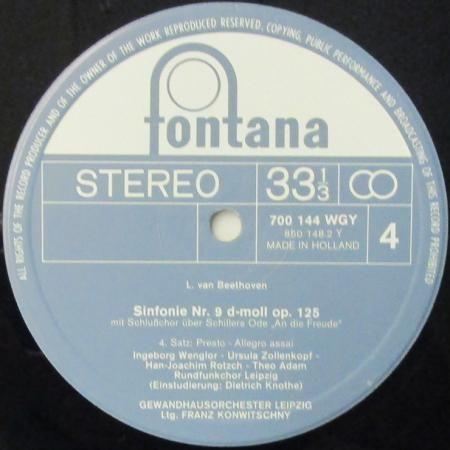 ALL RIGHTS OF THE RECORD PRODUCER AND OF THE OWNER OF THE WORK REPRODUCED RESERVED, COPYING, PUBLIC PERFORMANCE AND BROADCASTING OF THIS RECORD PROHIBITED
fontana
STEREO
33 1/3
700 144 WGY
850 148.2 Y
MADE IN HOLLAND
4
L. van Beethoven
Sinfonie Nr. 9 d-moll op. 125
mit Schlußchor über Schillers Ode „An die Freude"
4. Satz: Presto - Allegro assai
Ingeborg Wenglor - Ursula Zollenkopf -
Han-Joachim Rotzsch - Theo Adam
Rundfunkchor Leipzig
(Einstudierung: Dietrich Knothe)
GEWANDHAUSORCHESTER LEIPZIG
Ltg. FRANZ KONWITSCHNY